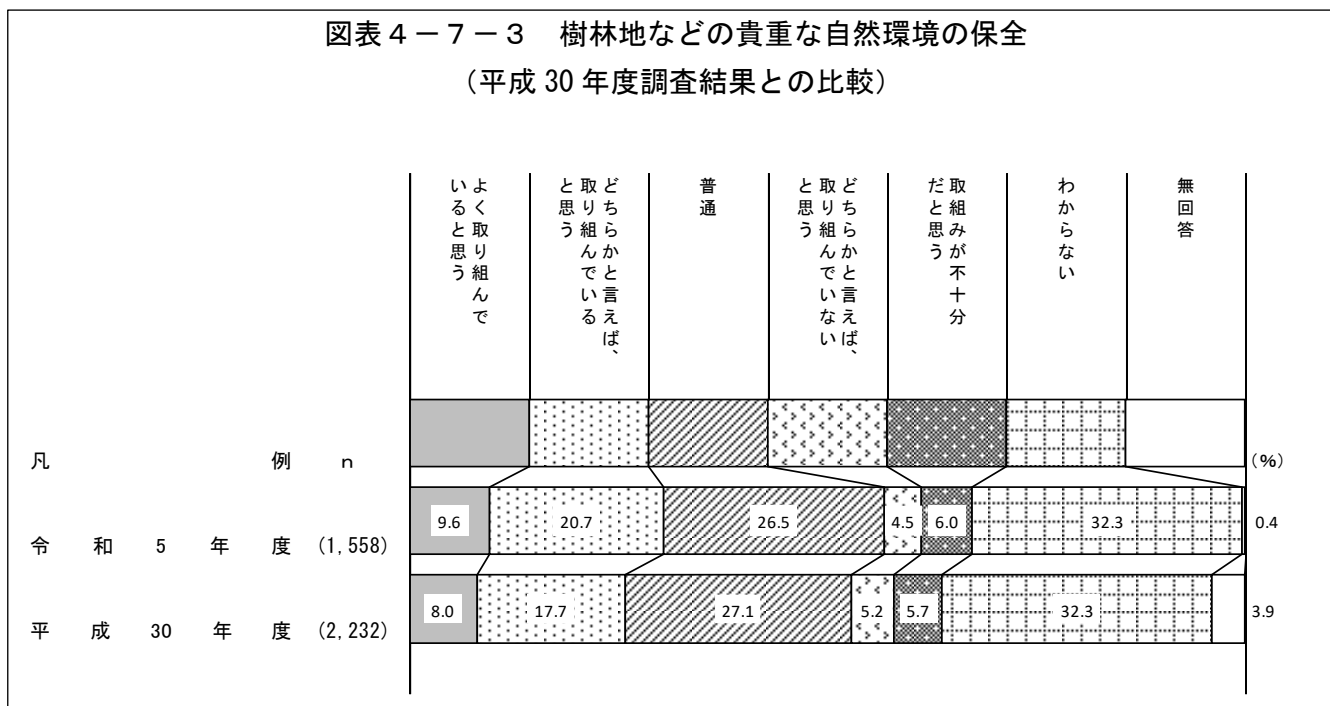 図表４－７－３　樹林地などの貴重な自然環境の保全
（平成 30 年度調査結果との比較）
よく取り組んで
いると思う
どちらかと言えば、
取り組んでいる
と思う
普通
どちらかと言えば、
取り組んでいない
と思う
取組みが不十分
だと思う
わからない
無回答
凡例 n
(%)
令和5年度 (1,558)
9.6 20.7 26.5 4.5 6.0 32.3 0.4
平成30年度 (2,232)
8.0 17.7 27.1 5.2 5.7 32.3 3.9